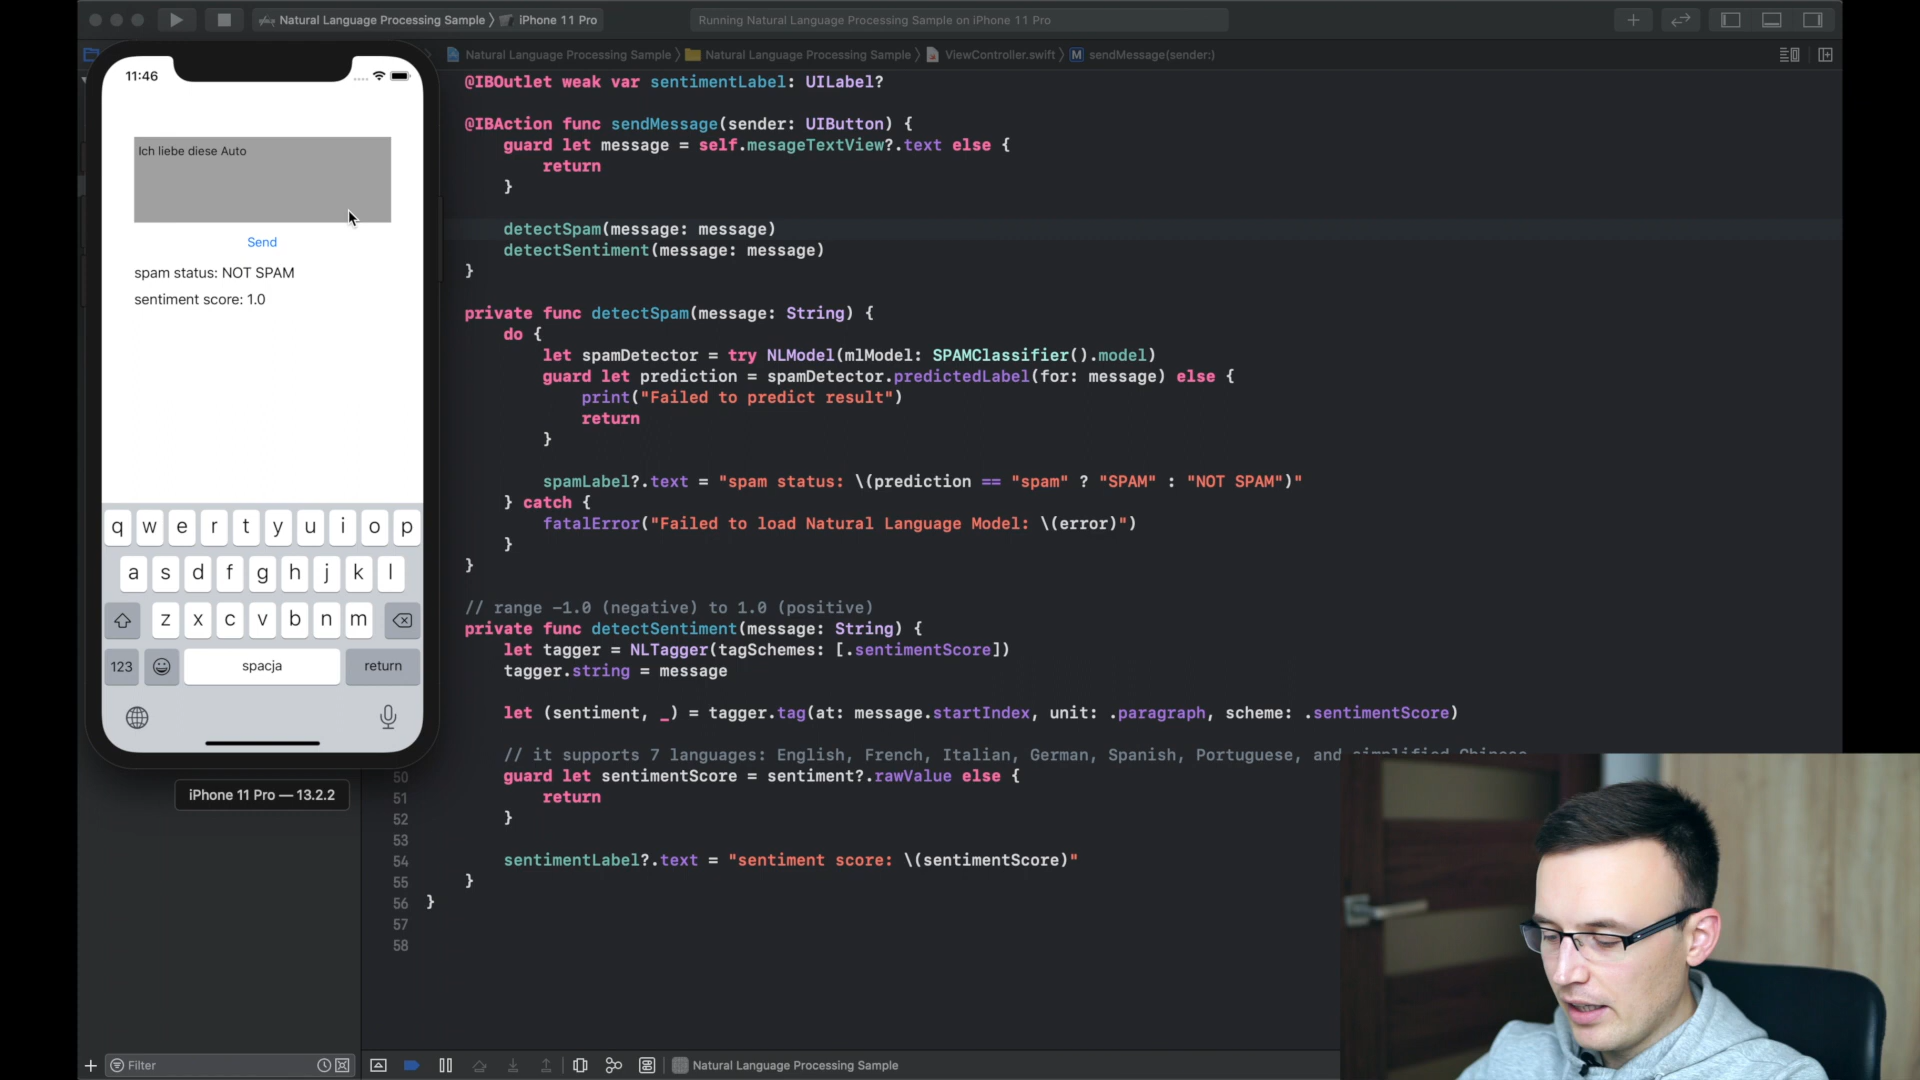 Natural Language Processing Sample
iPhone 11 Pro
Running Natural Language Processing Sample on iPhone 11 Pro
Natural Language Processing Sample
Natural Language Processing Sample
ViewController.swift
M
sendMessage(sender:)
11:46
Ich liebe diese Auto
Send
spam status: NOT SPAM
sentiment score: 1.0
q w e r t y u i o p
a s d f g h j k l
z x c v b n m
123
spacja
return
iPhone 11 Pro — 13.2.2
@IBOutlet weak var sentimentLabel: UILabel?
@IBAction func sendMessage(sender: UIButton) {
guard let message = self.mesageTextView?.text else {
return
}
detectSpam(message: message)
detectSentiment(message: message)
}
private func detectSpam(message: String) {
do {
let spamDetector = try NLModel(mlModel: SPAMClassifier().model)
guard let prediction = spamDetector.predictedLabel(for: message) else {
print("Failed to predict result")
return
}
spamLabel?.text = "spam status: \(prediction == "spam" ? "SPAM" : "NOT SPAM")"
} catch {
fatalError("Failed to load Natural Language Model: \(error)")
}
}
// range -1.0 (negative) to 1.0 (positive)
private func detectSentiment(message: String) {
let tagger = NLTagger(tagSchemes: [.sentimentScore])
tagger.string = message
let (sentiment, _) = tagger.tag(at: message.startIndex, unit: .paragraph, scheme: .sentimentScore)
// it supports 7 languages: English, French, Italian, German, Spanish, Portuguese, and simplified Chinese
50 guard let sentimentScore = sentiment?.rawValue else {
51 return
52 }
53
54 sentimentLabel?.text = "sentiment score: \(sentimentScore)"
55 }
56 }
57
58
Filter
Natural Language Processing Sample